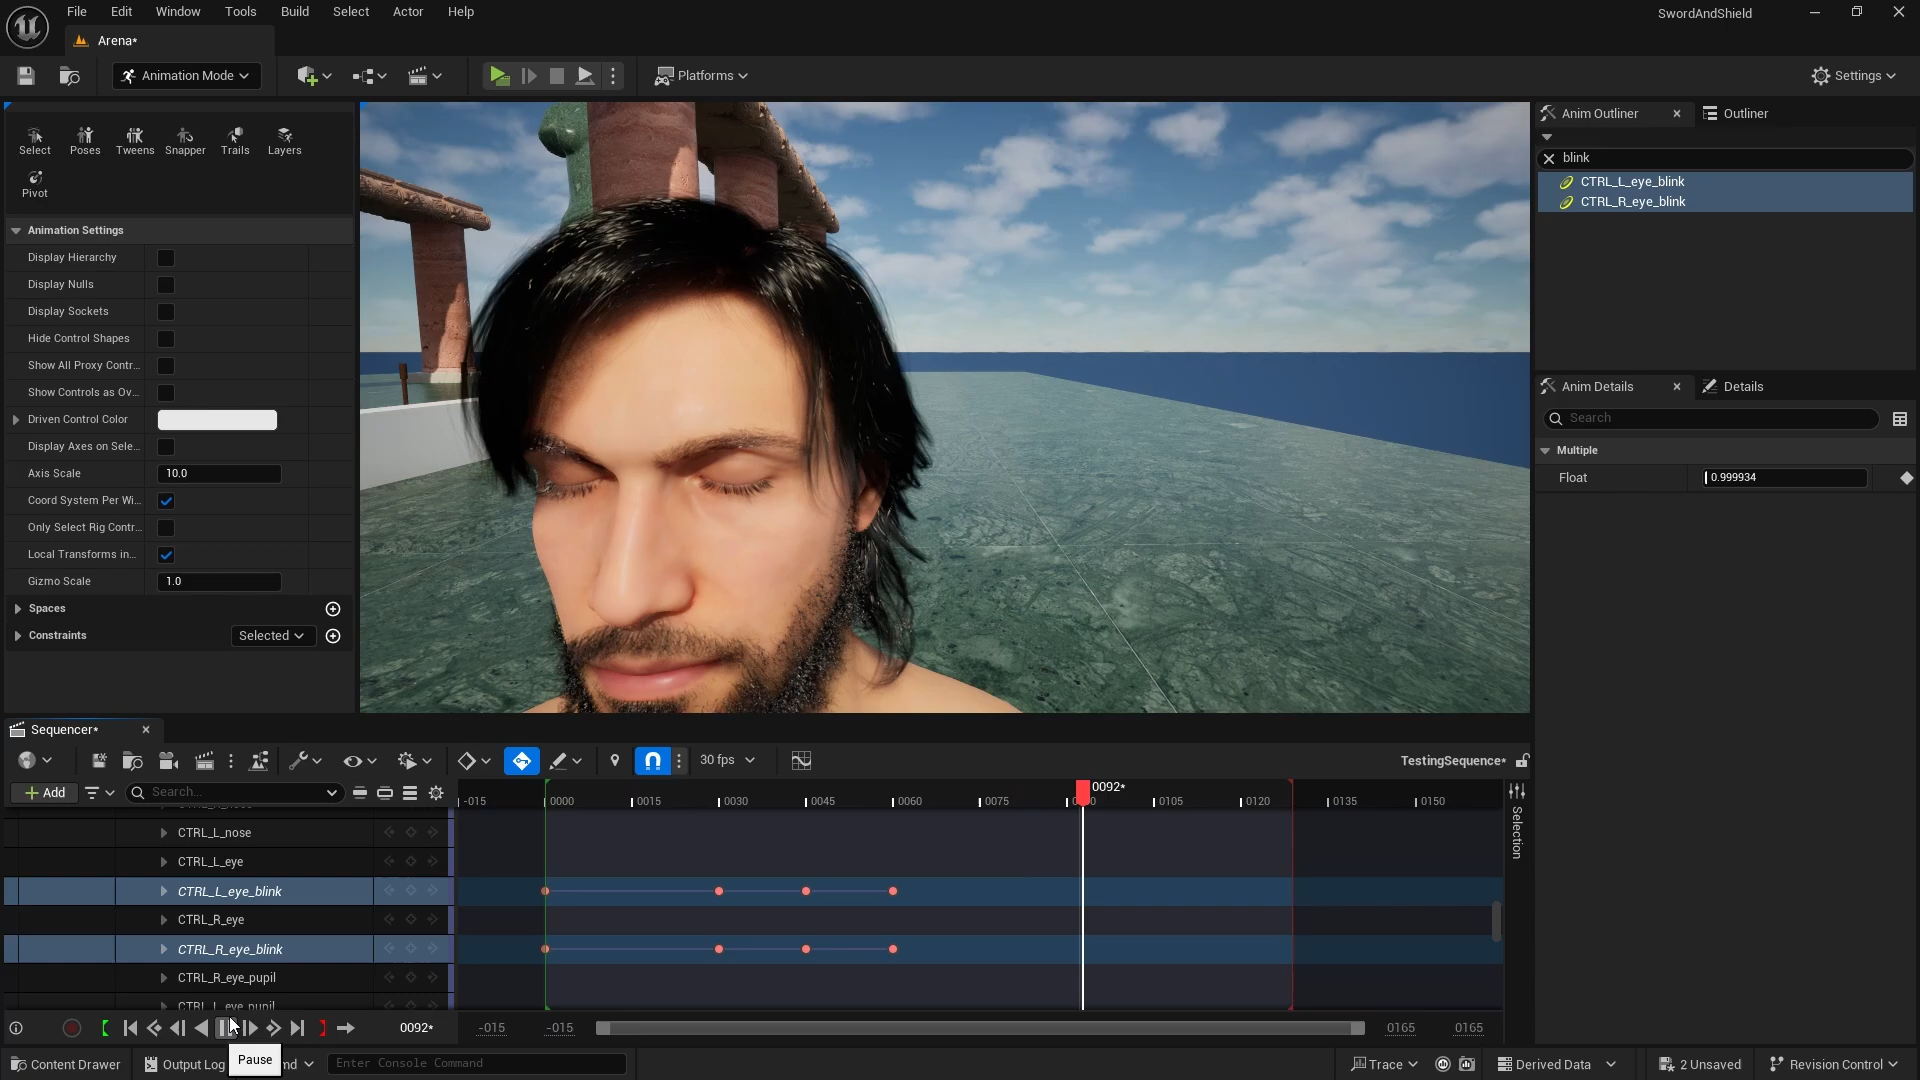 File Edit Window Tools Build Select Actor Help
SwordAndShield
Arena*
Animation Mode
Platforms
Settings
Select Poses Tweens Snapper Trails Layers
Pivot
Animation Settings
Display Hierarchy
Display Nulls
Display Sockets
Hide Control Shapes
Show All Proxy Contr...
Show Controls as Ov...
Driven Control Color
Display Axes on Sele...
Axis Scale 10.0
Coord System Per Wi...
Only Select Rig Contr...
Local Transforms in...
Gizmo Scale 1.0
Spaces
Constraints Selected
Anim Outliner Outliner
blink
CTRL_L_eye_blink
CTRL_R_eye_blink
Anim Details Details
Search
Multiple
Float 0.999934
Sequencer*
30 fps
TestingSequence*
Add Search...
0092*
-015 0000 0015 0030 0045 0060 0075 0105 0120 0135 0150
Selection
CTRL_L_nose
CTRL_L_eye
CTRL_L_eye_blink
CTRL_R_eye
CTRL_R_eye_blink
CTRL_R_eye_pupil
CTRL_L_eye_pupil
0092* -015 -015 0165 0165
Pause
Content Drawer Output Log Enter Console Command Trace Derived Data 2 Unsaved Revision Control